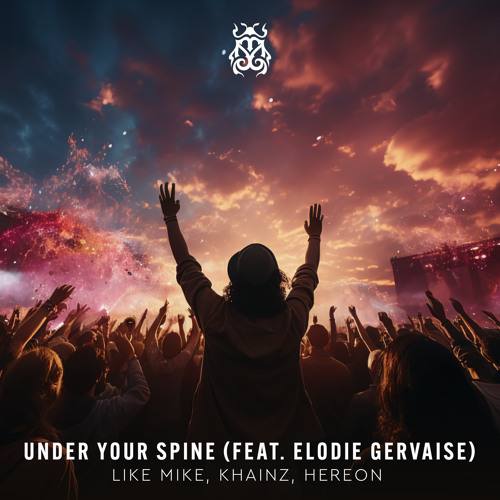 UNDER YOUR SPINE (FEAT. ELODIE GERVAISE)
LIKE MIKE, KHAINZ, HEREON